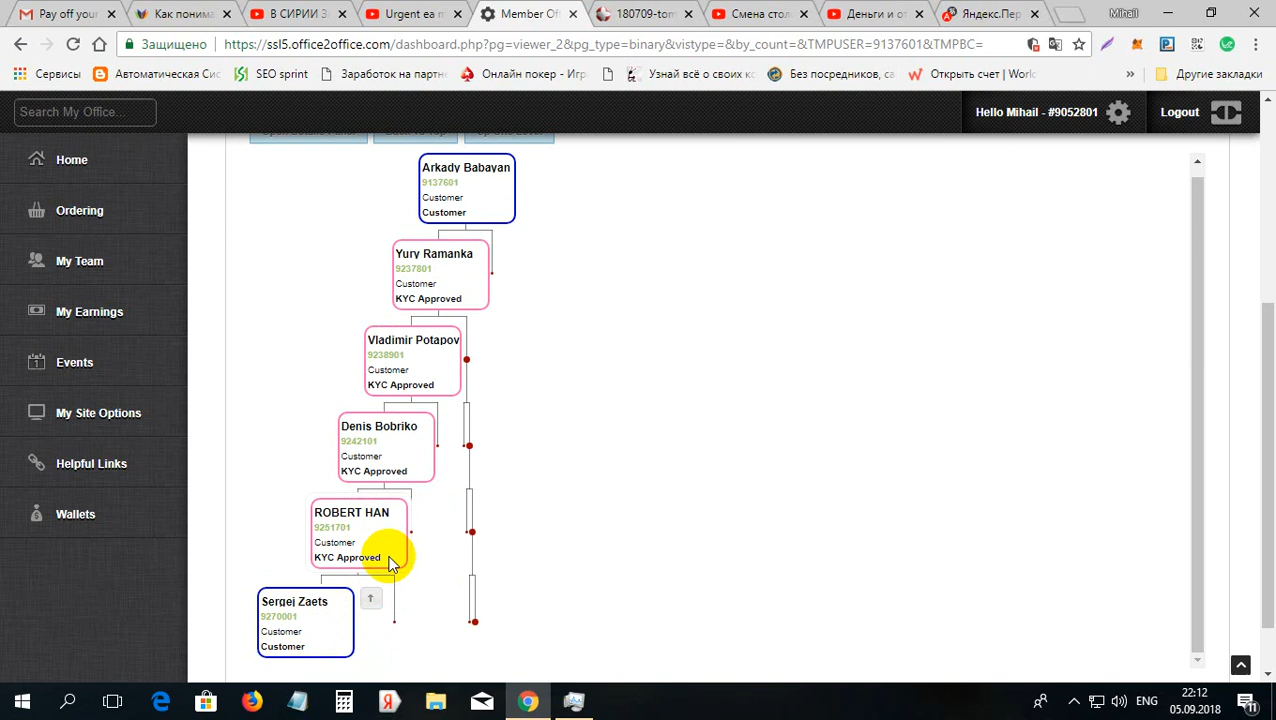 Pay off your
Как понима
В СИРИИ З
Urgent ea m
Member Of
180709-tom
Смена стол
Деньги и от
Яндекс.Пер
Mihail
Защищено
https://ssl5.office2office.com/dashboard.php?pg=viewer_2&pg_type=binary&vistype=&by_count=&TMPUSER=9137601&TMPBC=
Сервисы
Автоматическая Сис
SEO sprint
Заработок на партн
Онлайн покер - Игр
Узнай всё о своих ко
Без посредников, са
Открыть счет | Worl
»
Другие закладки
Search My Office...
Hello Mihail - #9052801
Logout
Home
Ordering
My Team
My Earnings
Events
My Site Options
Helpful Links
Wallets
Arkady Babayan
9137601
Customer
Customer
Yury Ramanka
9237801
Customer
KYC Approved
Vladimir Potapov
9238901
Customer
KYC Approved
Denis Bobriko
9242101
Customer
KYC Approved
ROBERT HAN
9251701
Customer
KYC Approved
Sergej Zaets
9270001
Customer
Customer
ENG
22:12
05.09.2018
11